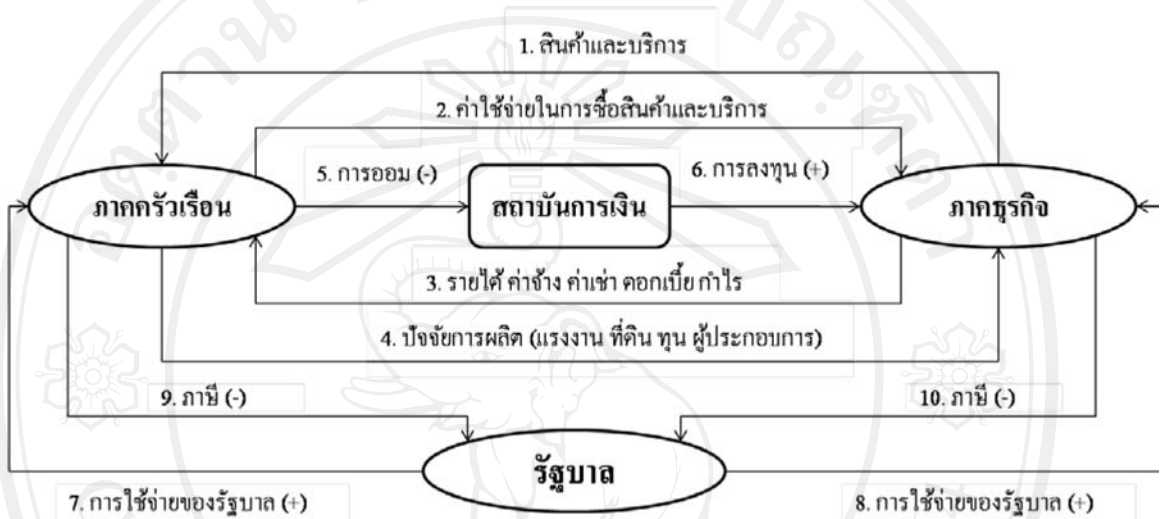 1. สินค้าและบริการ
2. ค่าใช้จ่ายในการซื้อสินค้าและบริการ
5. การออม (-)
6. การลงทุน (+)
ภาคครัวเรือน
สถาบันการเงิน
ภาคธุรกิจ
3. รายได้ ค่าจ้าง ค่าเช่า ดอกเบี้ย กำไร
4. ปัจจัยการผลิต (แรงงาน ที่ดิน ทุน ผู้ประกอบการ)
9. ภาษี (-)
10. ภาษี (-)
รัฐบาล
7. การใช้จ่ายของรัฐบาล (+)
8. การใช้จ่ายของรัฐบาล (+)